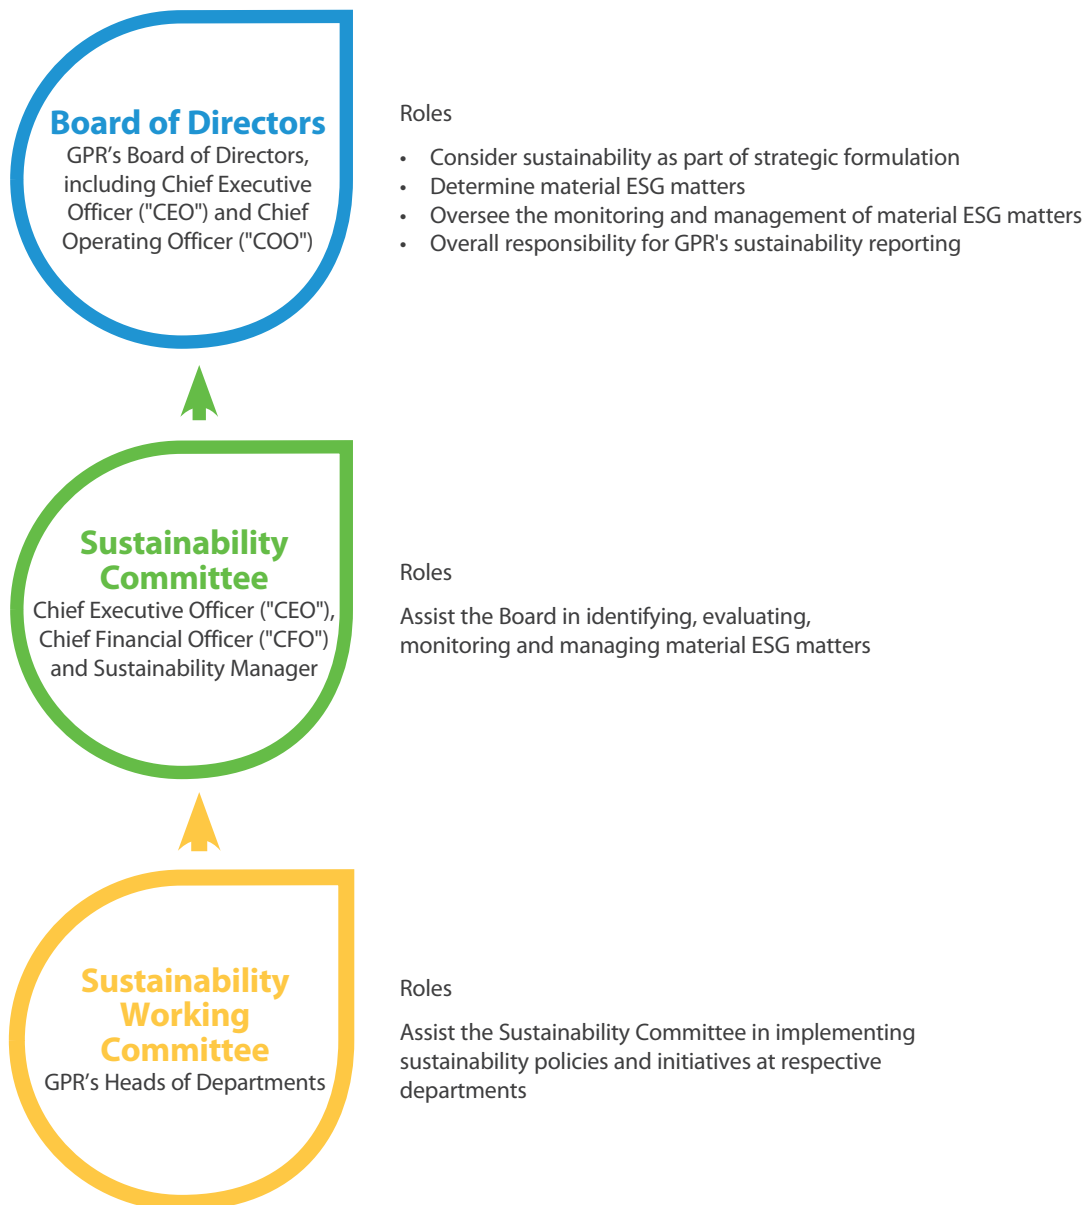 Board of Directors
GPR’s Board of Directors,
including Chief Executive
Officer ("CEO") and Chief
Operating Officer ("COO")
Roles
• Consider sustainability as part of strategic formulation
• Determine material ESG matters
• Oversee the monitoring and management of material ESG matters
• Overall responsibility for GPR's sustainability reporting
Sustainability
Committee
Chief Executive Officer ("CEO"),
Chief Financial Officer ("CFO")
and Sustainability Manager
Roles
Assist the Board in identifying, evaluating,
monitoring and managing material ESG matters
Sustainability
Working
Committee
GPR’s Heads of Departments
Roles
Assist the Sustainability Committee in implementing
sustainability policies and initiatives at respective
departments